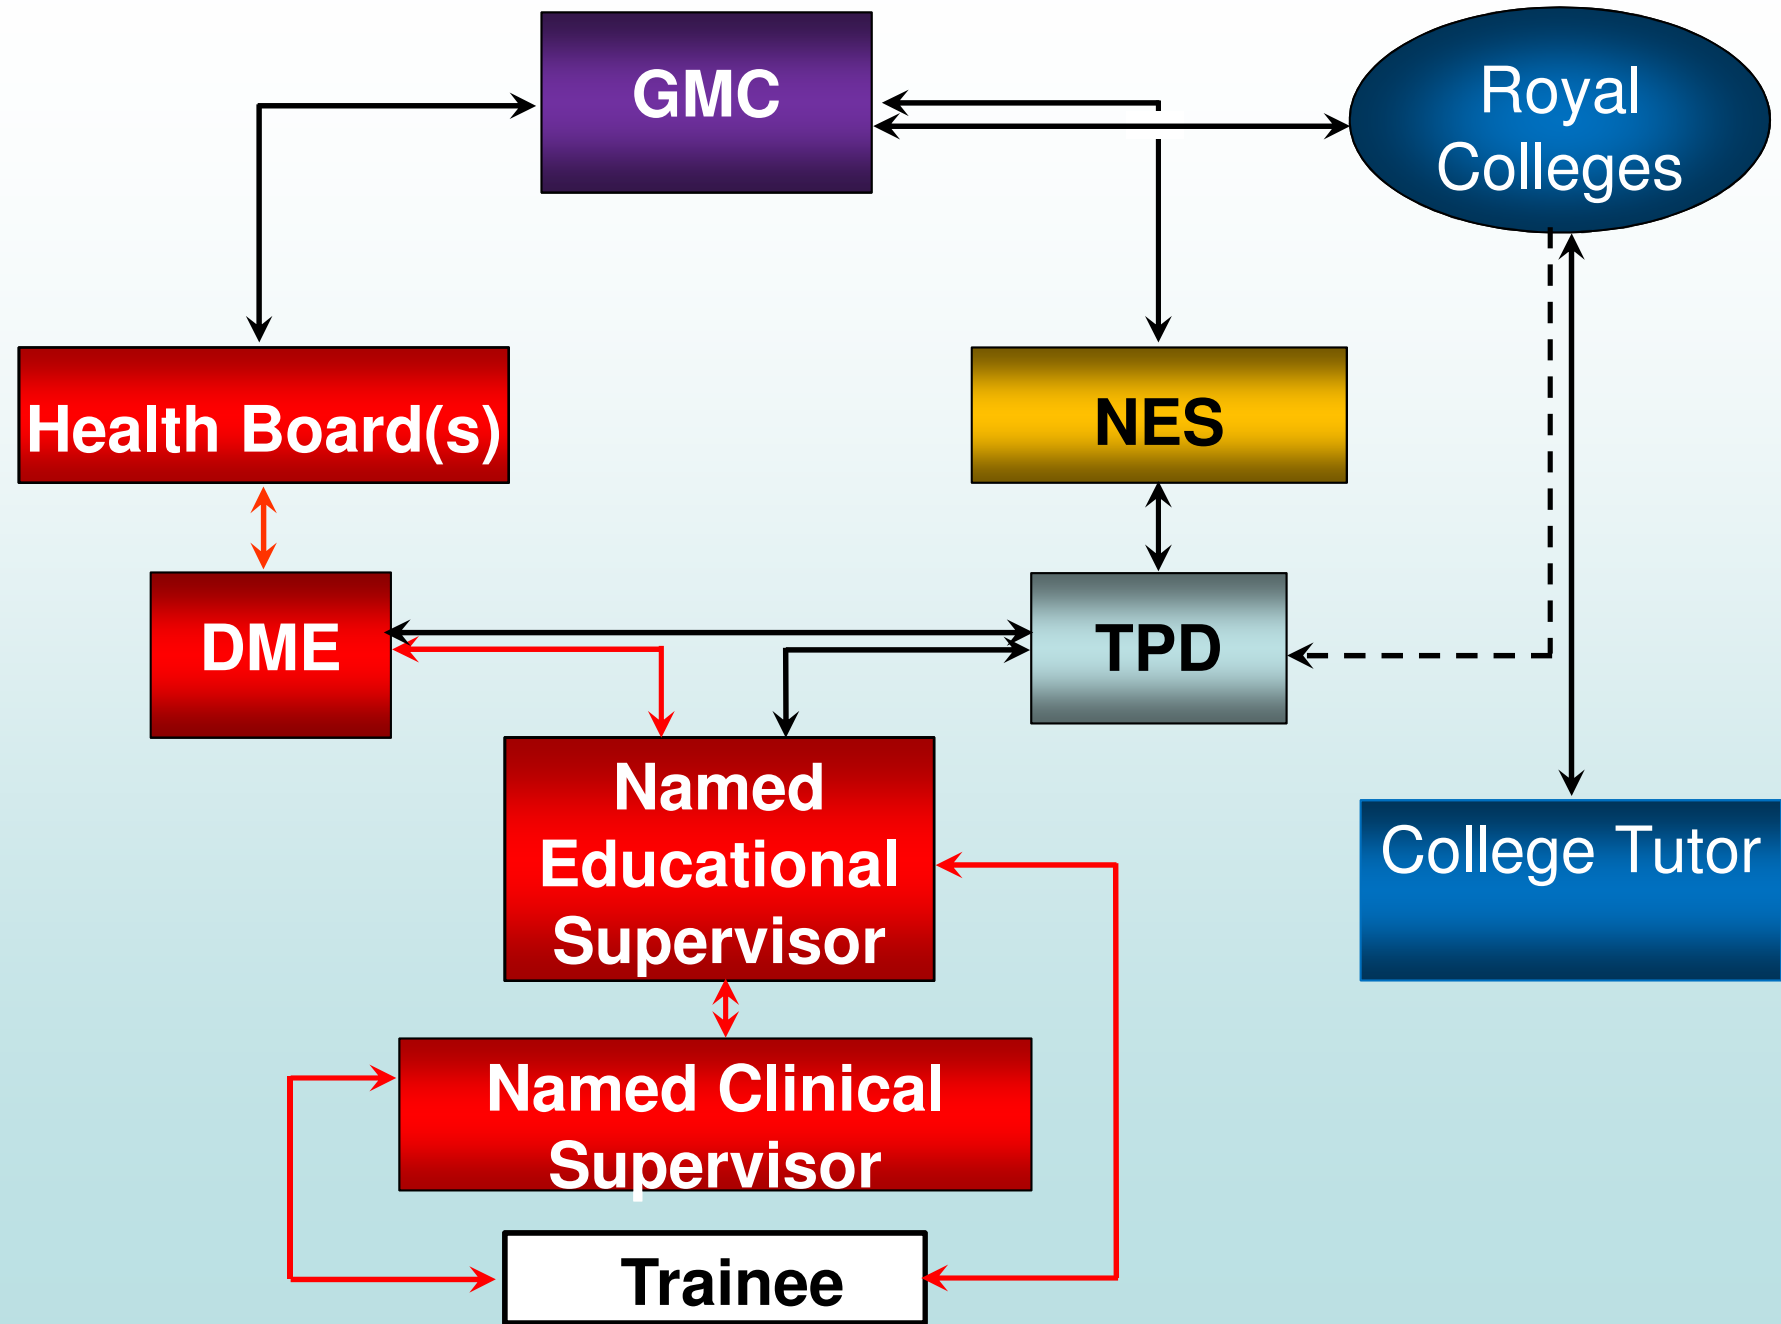 GMC
Royal
Colleges
Health Board(s)
NES
DME
TPD
Named
Educational
Supervisor
College Tutor
Named Clinical
Supervisor
Trainee